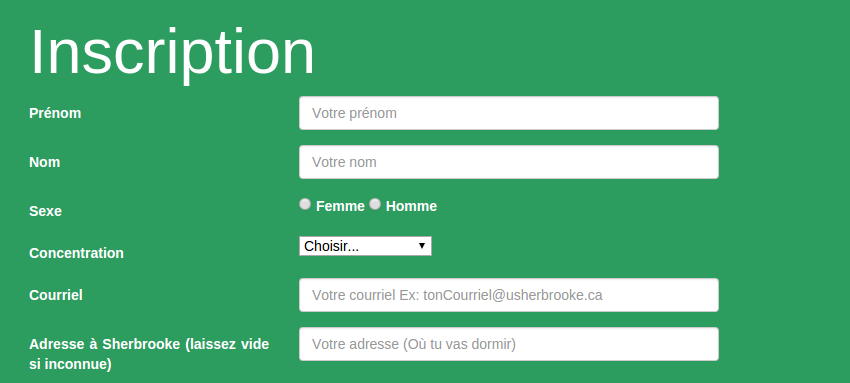 Inscription
Prénom Votre prénom
Nom Votre nom
Sexe Femme Homme
Concentration Choisir...
Courriel Votre courriel Ex: tonCourriel@usherbrooke.ca
Adresse à Sherbrooke (laissez vide Votre adresse (Où tu vas dormir)
si inconnue)